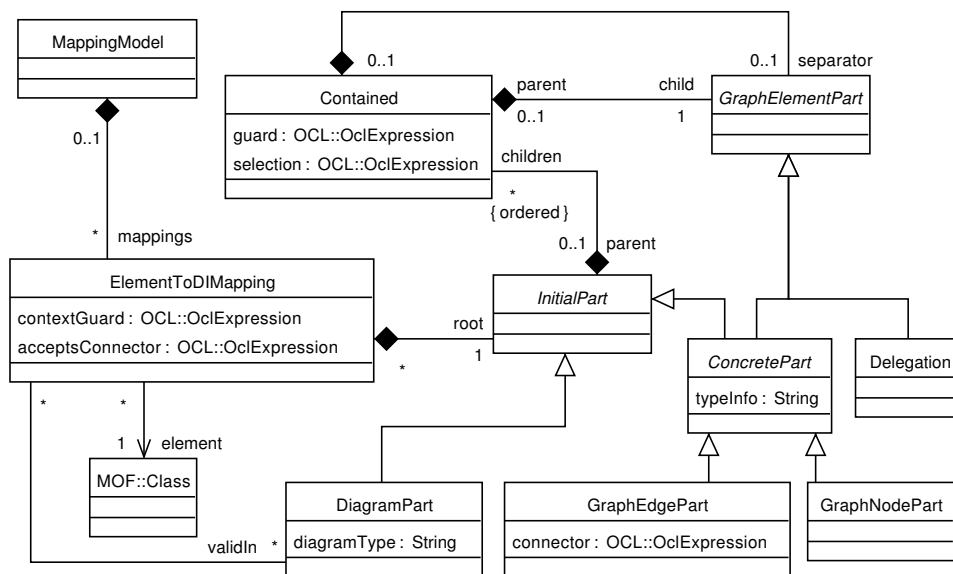 MappingModel
0..1
separator
0..1
Contained
guard : OCL::OclExpression
selection : OCL::OclExpression
parent
0..1
child
1
GraphElementPart
0..1
children
*
{ ordered }
* mappings
0..1
parent
ElementToDIMapping
contextGuard : OCL::OclExpression
acceptsConnector : OCL::OclExpression
root
*
1
InitialPart
ConcretePart
typeInfo : String
Delegation
*
*
1
element
MOF::Class
DiagramPart
diagramType : String
GraphEdgePart
connector : OCL::OclExpression
GraphNodePart
validIn *